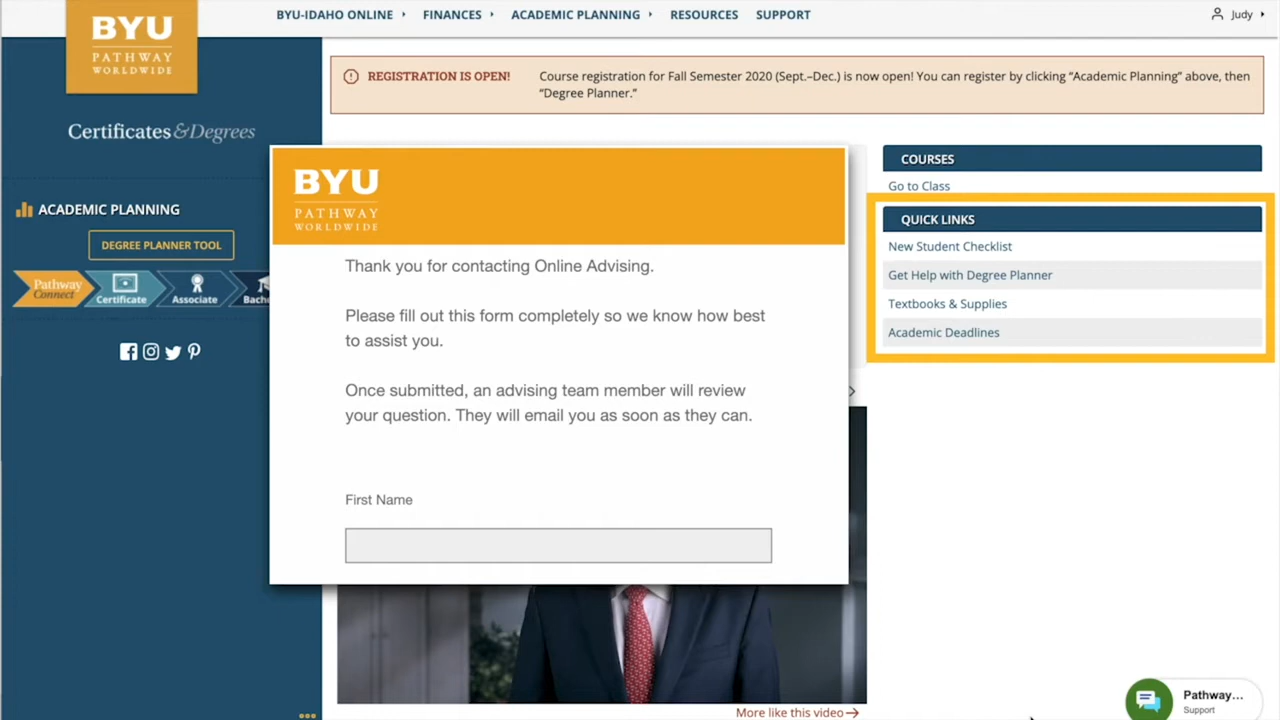 BYU
PATHWAY
WORLDWIDE
BYU-IDAHO ONLINE
FINANCES
ACADEMIC PLANNING
RESOURCES
SUPPORT
Judy
Certificates&Degrees
ACADEMIC PLANNING
DEGREE PLANNER TOOL
Pathway
Connect
Certificate
Associate
Bach
REGISTRATION IS OPEN!
Course registration for Fall Semester 2020 (Sept.–Dec.) is now open! You can register by clicking “Academic Planning” above, then
“Degree Planner.”
BYU
PATHWAY
WORLDWIDE
Thank you for contacting Online Advising.
Please fill out this form completely so we know how best
to assist you.
Once submitted, an advising team member will review
your question. They will email you as soon as they can.
First Name
More like this video
COURSES
Go to Class
QUICK LINKS
New Student Checklist
Get Help with Degree Planner
Textbooks & Supplies
Academic Deadlines
Pathway...
Support